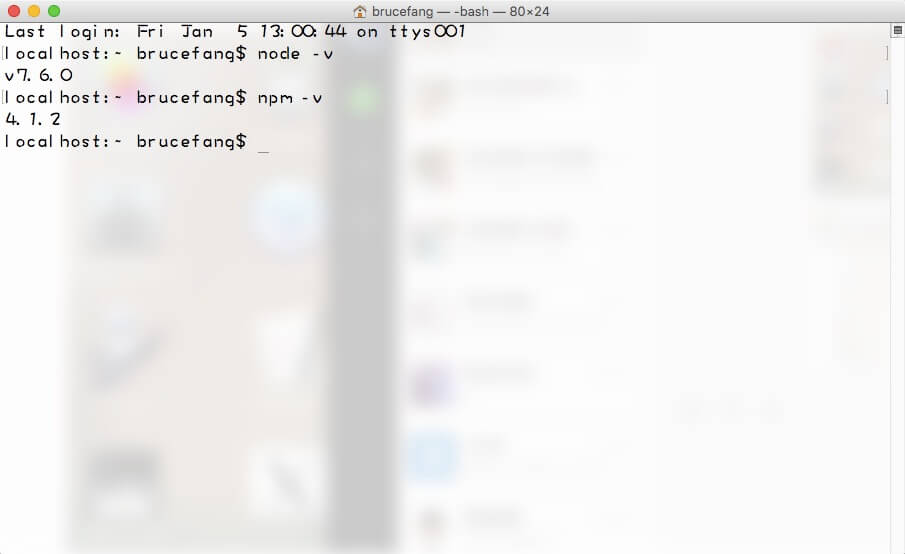 brucefang — -bash — 80×24
Last login: Fri Jan  5 13:00:44 on ttys001
localhost:~ brucefang$ node -v
v7.6.0
localhost:~ brucefang$ npm -v
4.1.2
localhost:~ brucefang$ _